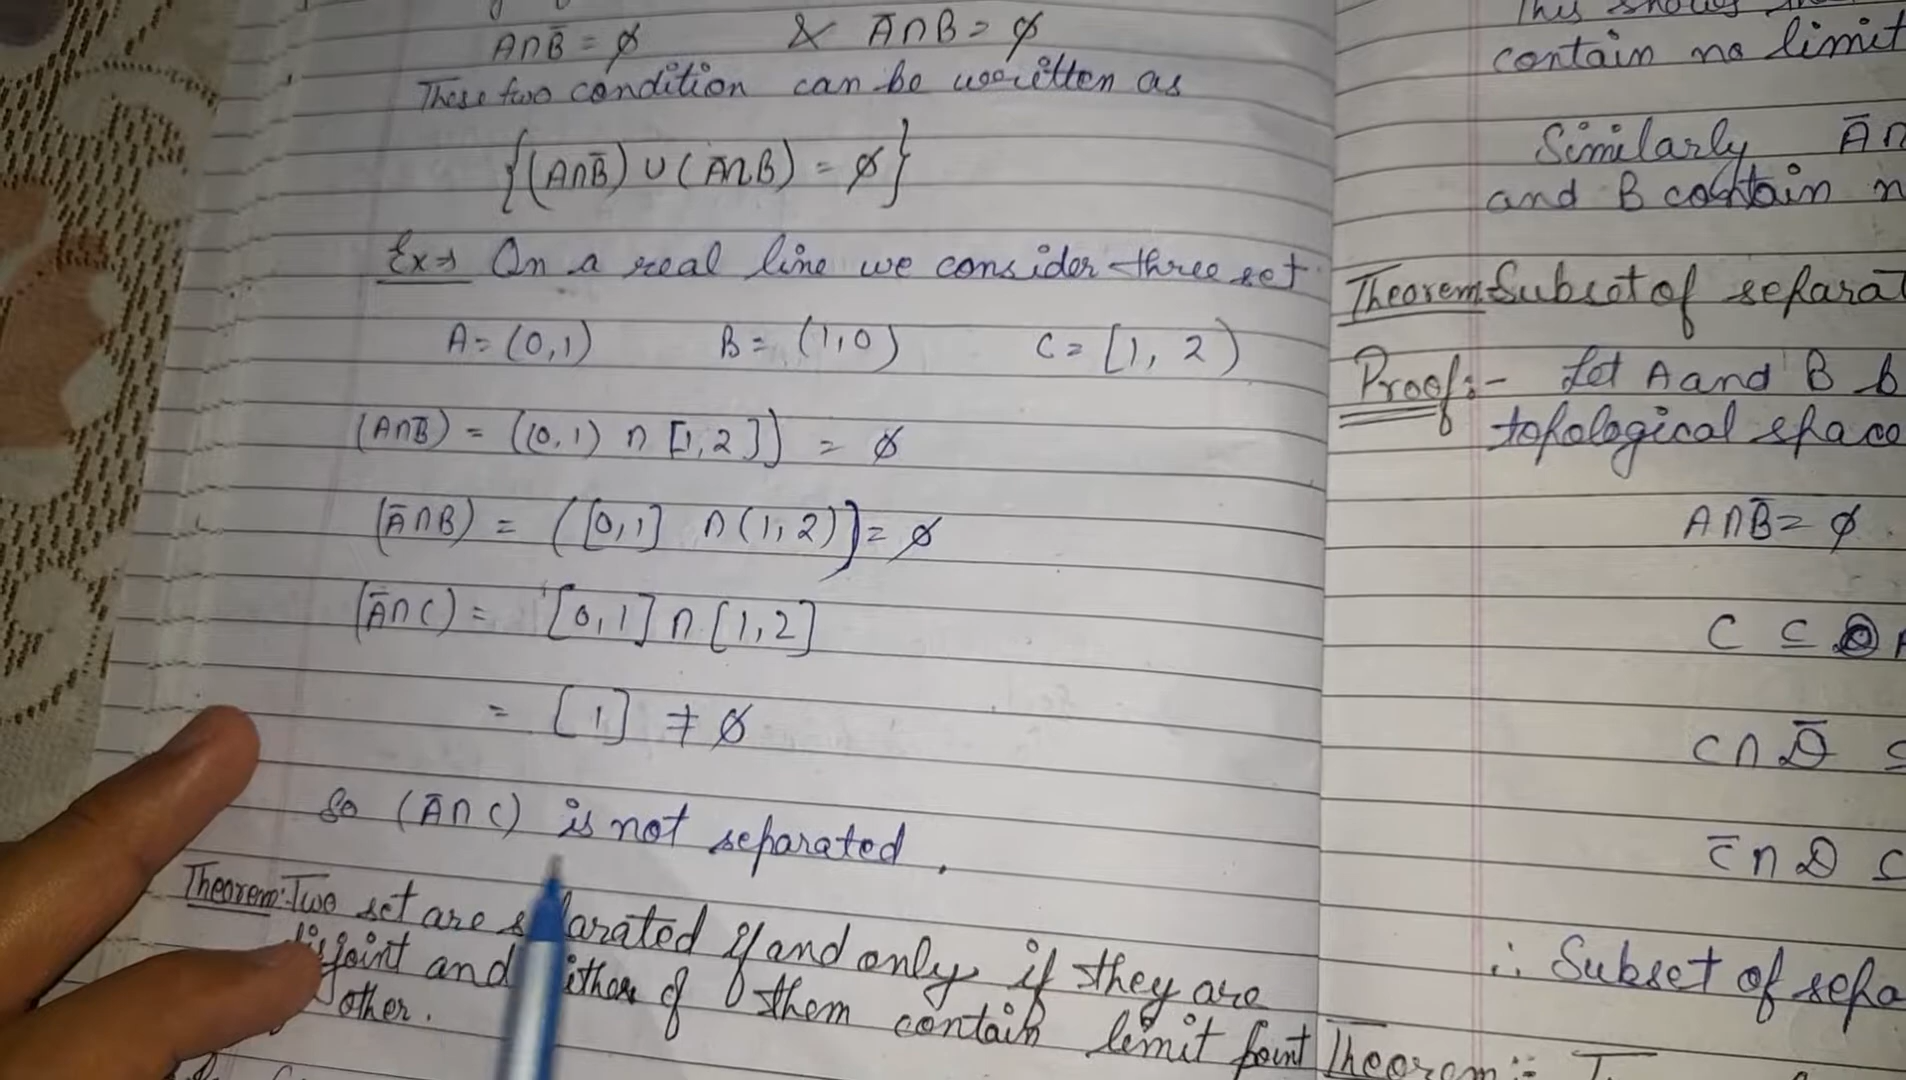 A∩B̅ = ∅ & A̅∩B = ∅
These two condition can be written as
{(A∩B̅) ∪ (A̅∩B) = ∅}
Ex⇒ On a real line we consider three set
A = (0,1) B = (1,0) C = [1, 2)
(A∩B̅) = ((0,1) ∩ [1,2]) = ∅
(A̅∩B) = ([0,1] ∩ (1,2)) = ∅
(A̅∩C) = [0,1] ∩ [1,2]
= [1] ≠ ∅
So (A̅∩C) is not separated.
Theorem:- Two set are separated if and only if they are
disjoint and either of them contain limit point
other.
This shows
contain no limit
Similarly A̅∩
and B contain n
Theorem:- Subset of separat
Proof:- Let A and B b
topological space
A∩B̅ = ∅
C ⊆ A
C∩D̅ ⊆
C̅∩D ⊆
∴ Subset of sepa
Theorem:- T